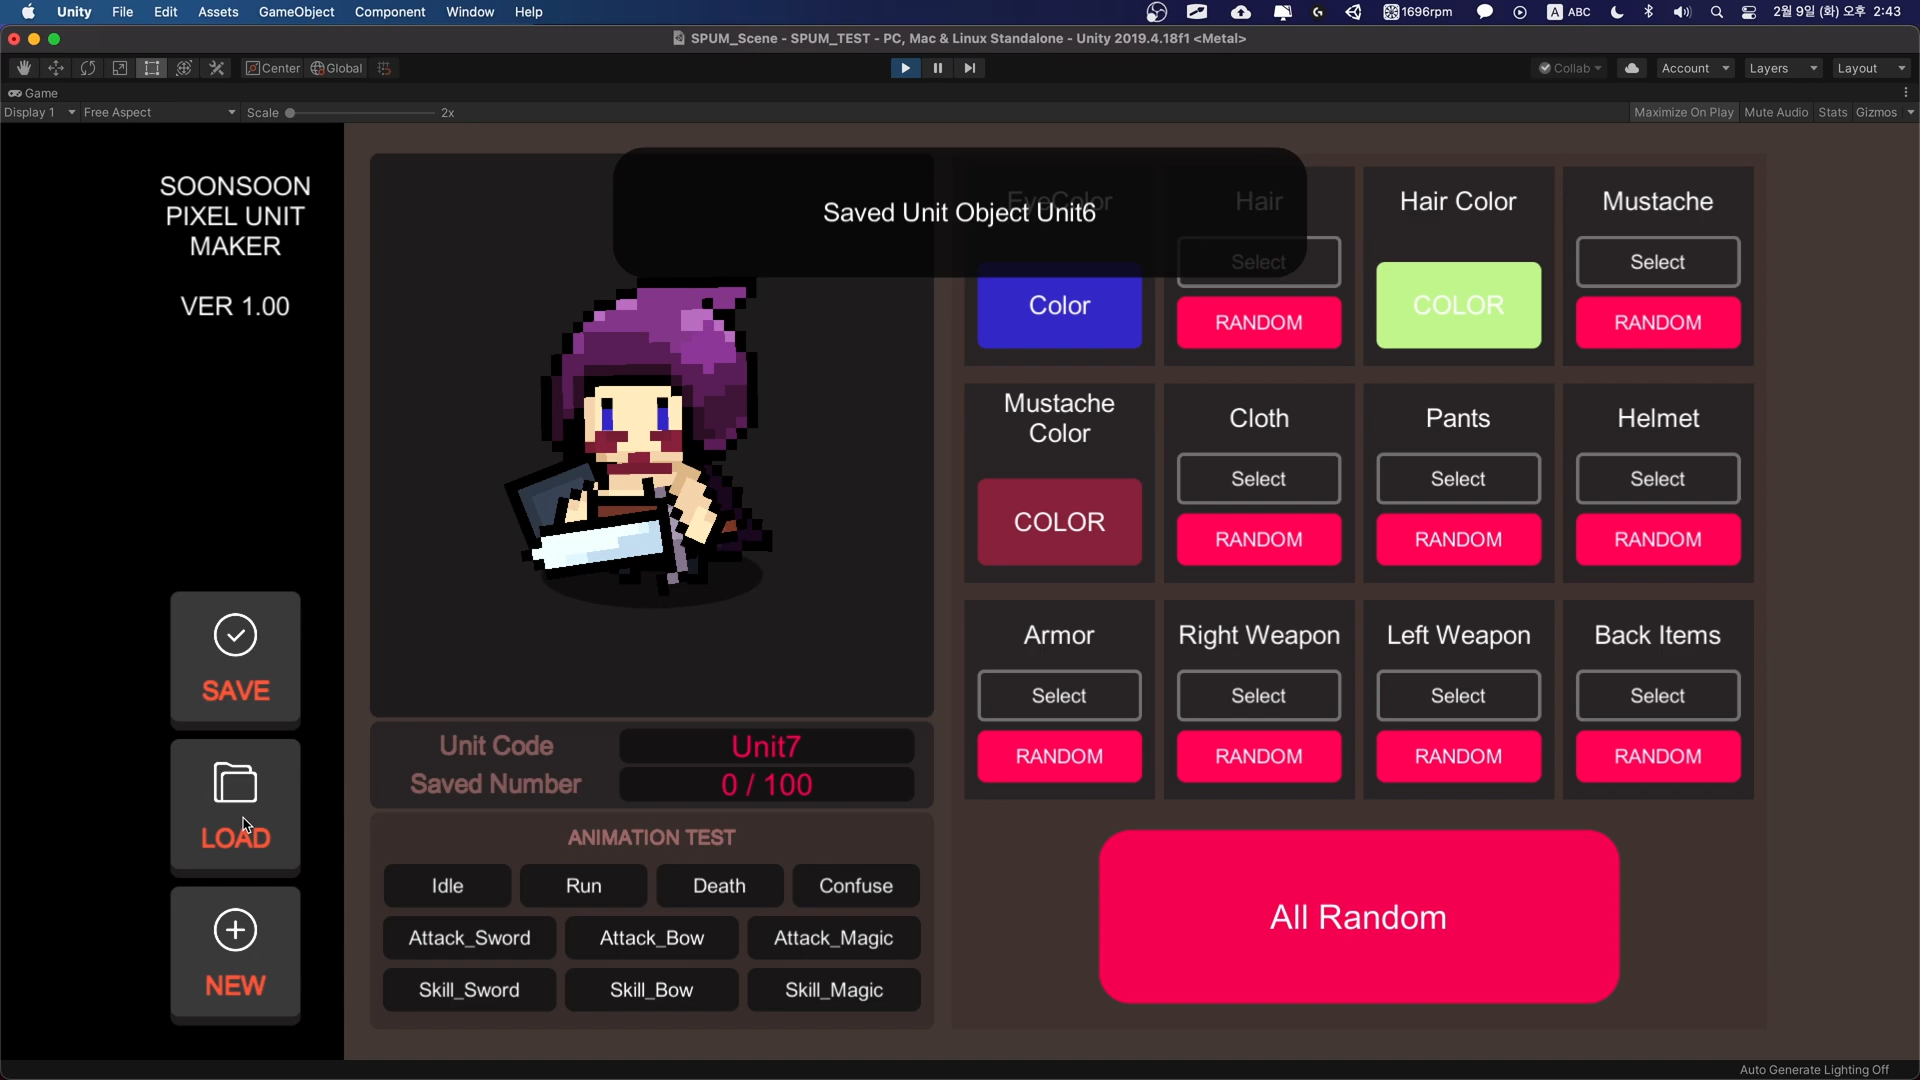 Unity File Edit Assets GameObject Component Window Help
1696rpm A ABC 2월 9일 (화) 오후 2:43
SPUM_Scene - SPUM_TEST - PC, Mac & Linux Standalone - Unity 2019.4.18f1 <Metal>
Center Global Collab Account Layers Layout
Game
Display 1 Free Aspect Scale 2x Maximize On Play Mute Audio Stats Gizmos
SOONSOON
PIXEL UNIT
MAKER
VER 1.00
SAVE
LOAD
NEW
Saved Unit Object Unit6
Unit Code Unit7
Saved Number 0 / 100
ANIMATION TEST
Idle Run Death Confuse
Attack_Sword Attack_Bow Attack_Magic
Skill_Sword Skill_Bow Skill_Magic
EyeColor
Color
Hair
Select
RANDOM
Hair Color
COLOR
Mustache
Select
RANDOM
Mustache
Color
COLOR
Cloth
Select
RANDOM
Pants
Select
RANDOM
Helmet
Select
RANDOM
Armor
Select
RANDOM
Right Weapon
Select
RANDOM
Left Weapon
Select
RANDOM
Back Items
Select
RANDOM
All Random
Auto Generate Lighting Off